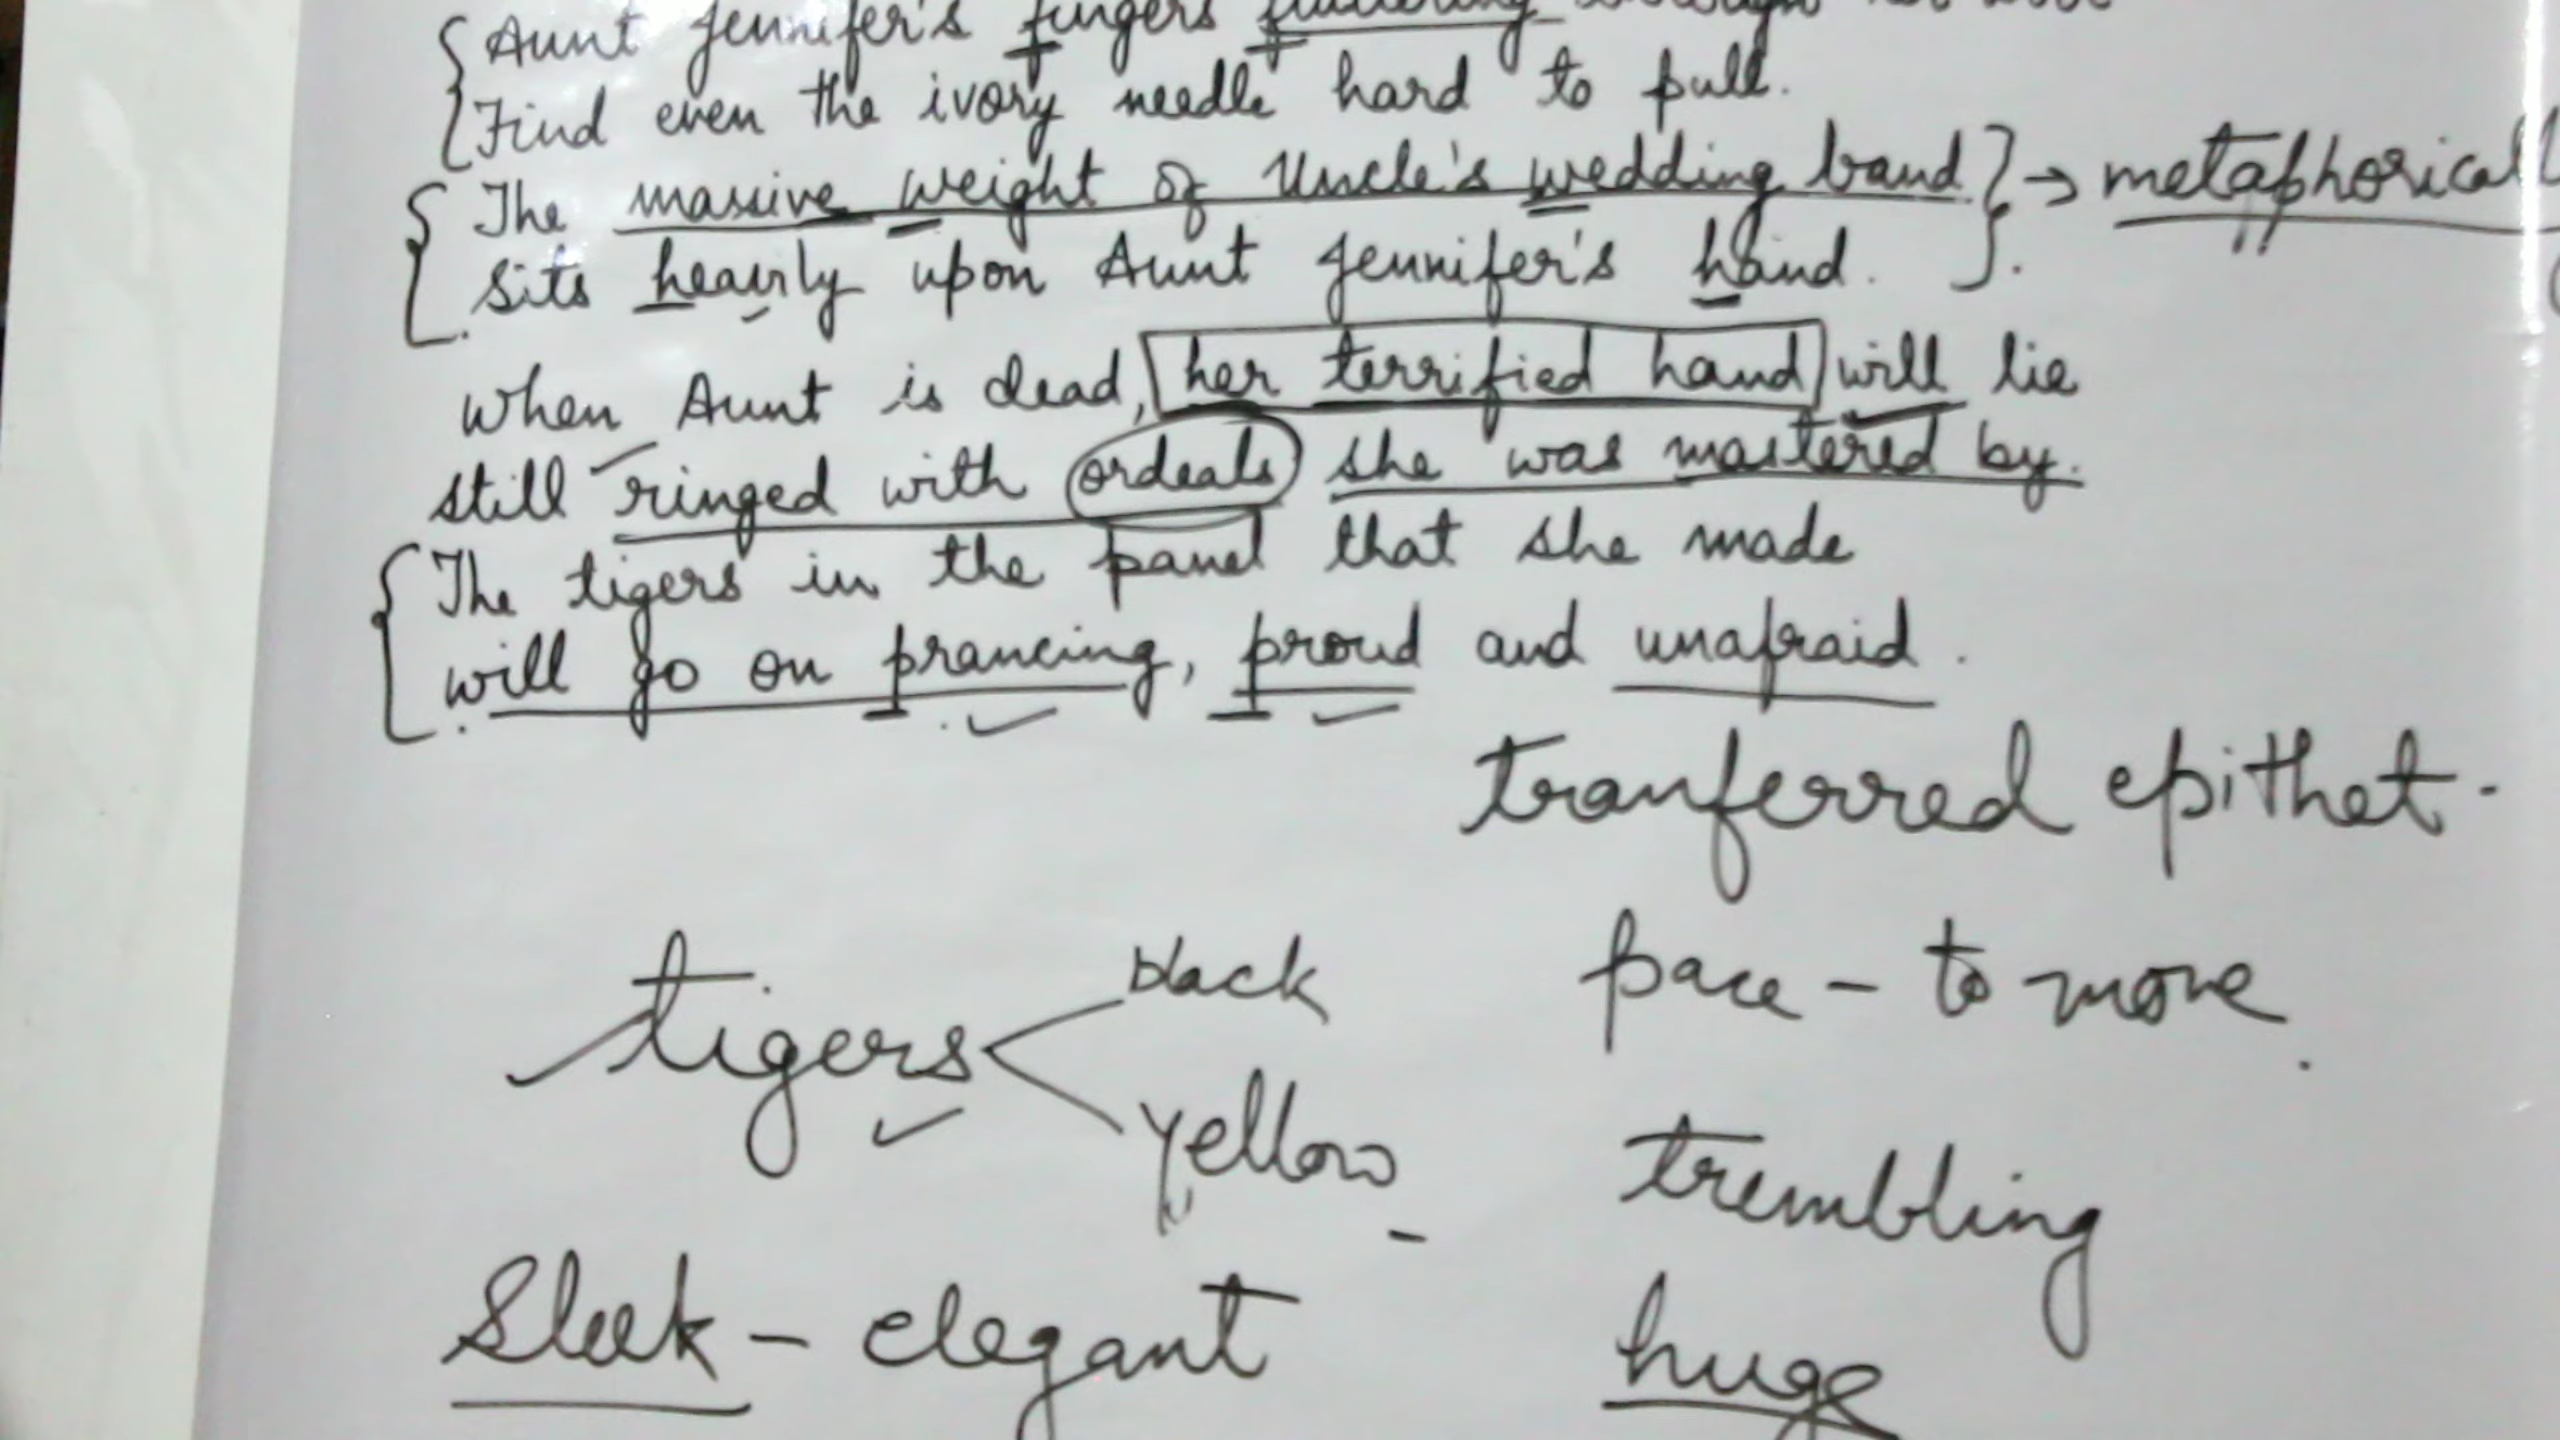 Aunt Jennifer's fingers fluttering through
Find even the ivory needle hard to pull.
The massive weight of Uncle's wedding band → metaphorical
Sits heavily upon Aunt Jennifer's hand.
When Aunt is dead, her terrified hand will lie
still ringed with ordeals she was mastered by.
The tigers in the panel that she made
will go on prancing, proud and unafraid.
tranferred epithet.
tigers black
yellow
pace - to move.
trembling
Sleek - elegant
huge